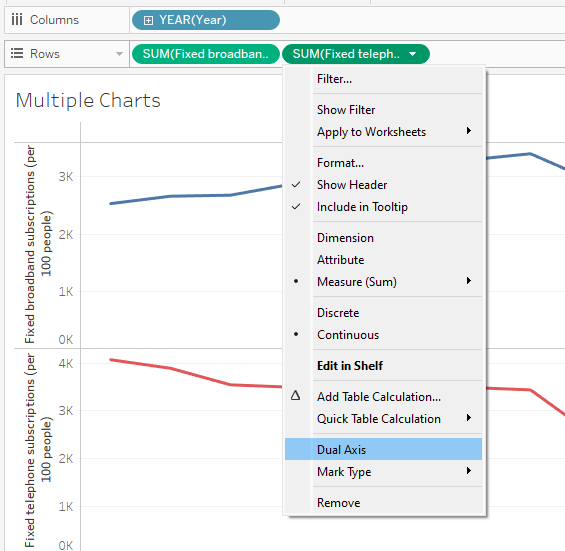 Columns
YEAR(Year)
Rows
SUM(Fixed broadban..
SUM(Fixed teleph..
Multiple Charts
Fixed broadband subscriptions (per
100 people)
3K
2K
1K
0K
Fixed telephone subscriptions (per
100 people)
4K
3K
2K
1K
0K
Filter...
Show Filter
Apply to Worksheets
Format...
Show Header
Include in Tooltip
Dimension
Attribute
Measure (Sum)
Discrete
Continuous
Edit in Shelf
Add Table Calculation...
Quick Table Calculation
Dual Axis
Mark Type
Remove